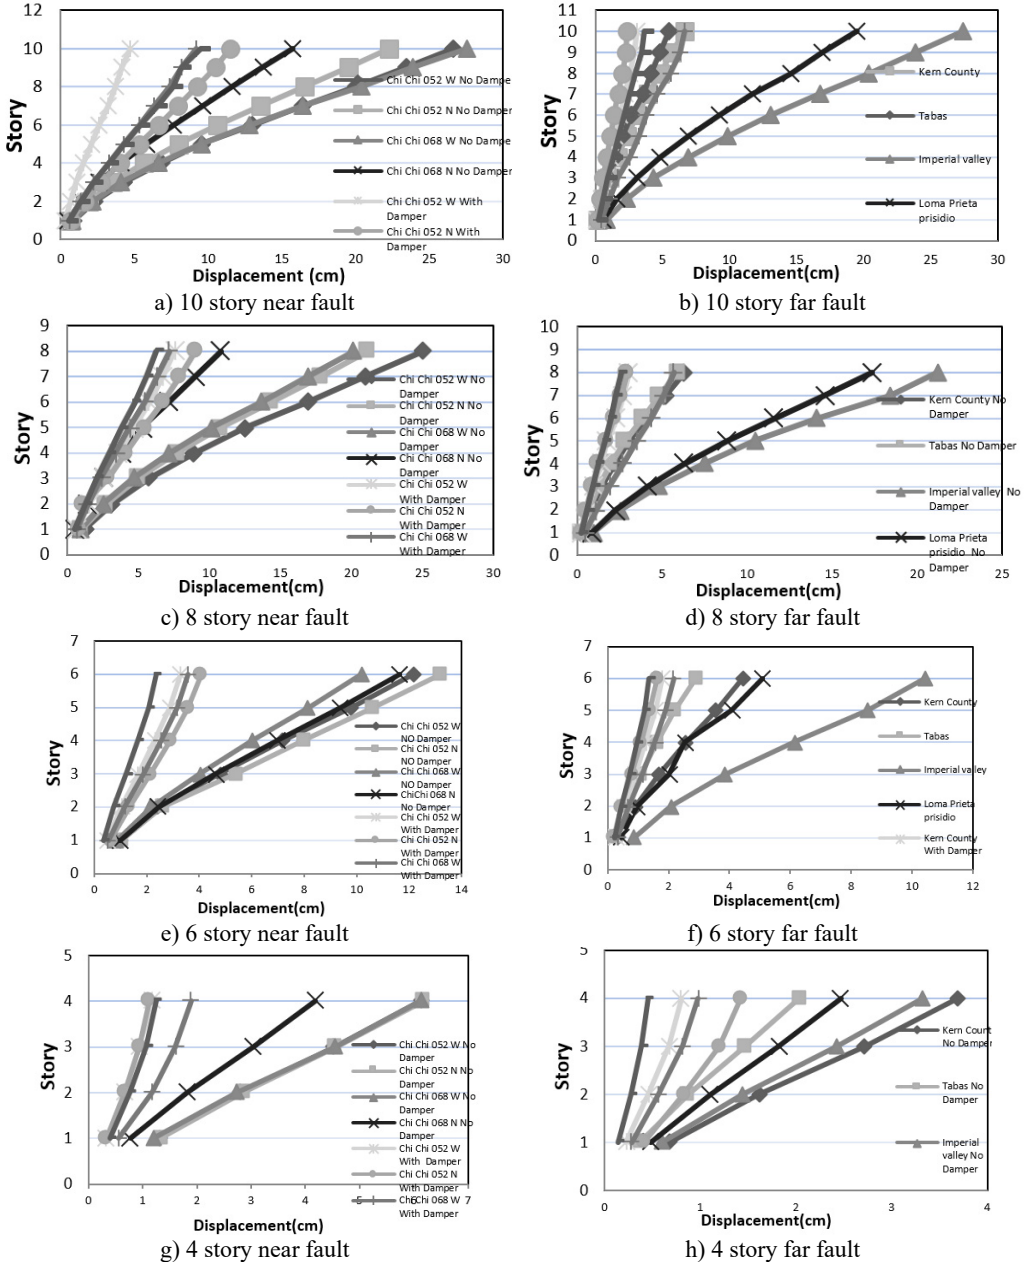 12
10
8
6
4
2
0
Story
0 5 10 15 20 25 30
Displacement (cm)
Chi Chi 052 W No Dampe
Chi Chi 052 N No Damper
Chi Chi 068 W No Dampe
Chi Chi 068 N No Damper
Chi Chi 052 W With
Damper
Chi Chi 052 N With
Damper
a) 10 story near fault
11
10
9
8
7
6
5
4
3
2
1
0
Story
0 5 10 15 20 25 30
Displacement(cm)
Kern County
Tabas
Imperial valley
Loma Prieta
prisidio
b) 10 story far fault
9
8
7
6
5
4
3
2
1
0
Story
0 5 10 15 20 25 30
Displacement(cm)
Chi Chi 052 W No
Damper
Chi Chi 052 N No
Damper
Chi Chi 068 W No
Damper
Chi Chi 068 N No
Damper
Chi Chi 052 W
With Damper
Chi Chi 052 N
With Damper
Chi Chi 068 W
With Damper
c) 8 story near fault
10
9
8
7
6
5
4
3
2
1
0
Story
0 5 10 15 20 25
Displacement(cm)
Kern County No
Damper
Tabas No Damper
Imperial valley No
Damper
Loma Prieta
prisidio No
Damper
d) 8 story far fault
7
6
5
4
3
2
1
0
Story
0 2 4 6 8 10 12 14
Displacement(cm)
Chi Chi 052 W
NO Damper
Chi Chi 052 N
NO Damper
Chi Chi 068 W
NO Damper
ChiChi 068 N
No Damper
Chi Chi 052 W
With Damper
Chi Chi 052 N
With Damper
Chi Chi 068 W
With Damper
e) 6 story near fault
7
6
5
4
3
2
1
0
Story
0 2 4 6 8 10 12
Displacement(cm)
Kern County
Tabas
Imperial valley
Loma Prieta
prisidio
Kern County
With Damper
f) 6 story far fault
5
4
3
2
1
0
Story
0 1 2 3 4 5 6 7
Displacement(cm)
Chi Chi 052 W No
Damper
Chi Chi 052 N No
Damper
Chi Chi 068 W No
Damper
Chi Chi 068 N No
Damper
Chi Chi 052 W
With Damper
Chi Chi 052 N
With Damper
Chi Chi 068 W
With Damper
g) 4 story near fault
5
4
3
2
1
0
Story
0 1 2 3 4
Displacement(cm)
Kern Count
No Damper
Tabas No
Damper
Imperial
valley No
Damper
h) 4 story far fault